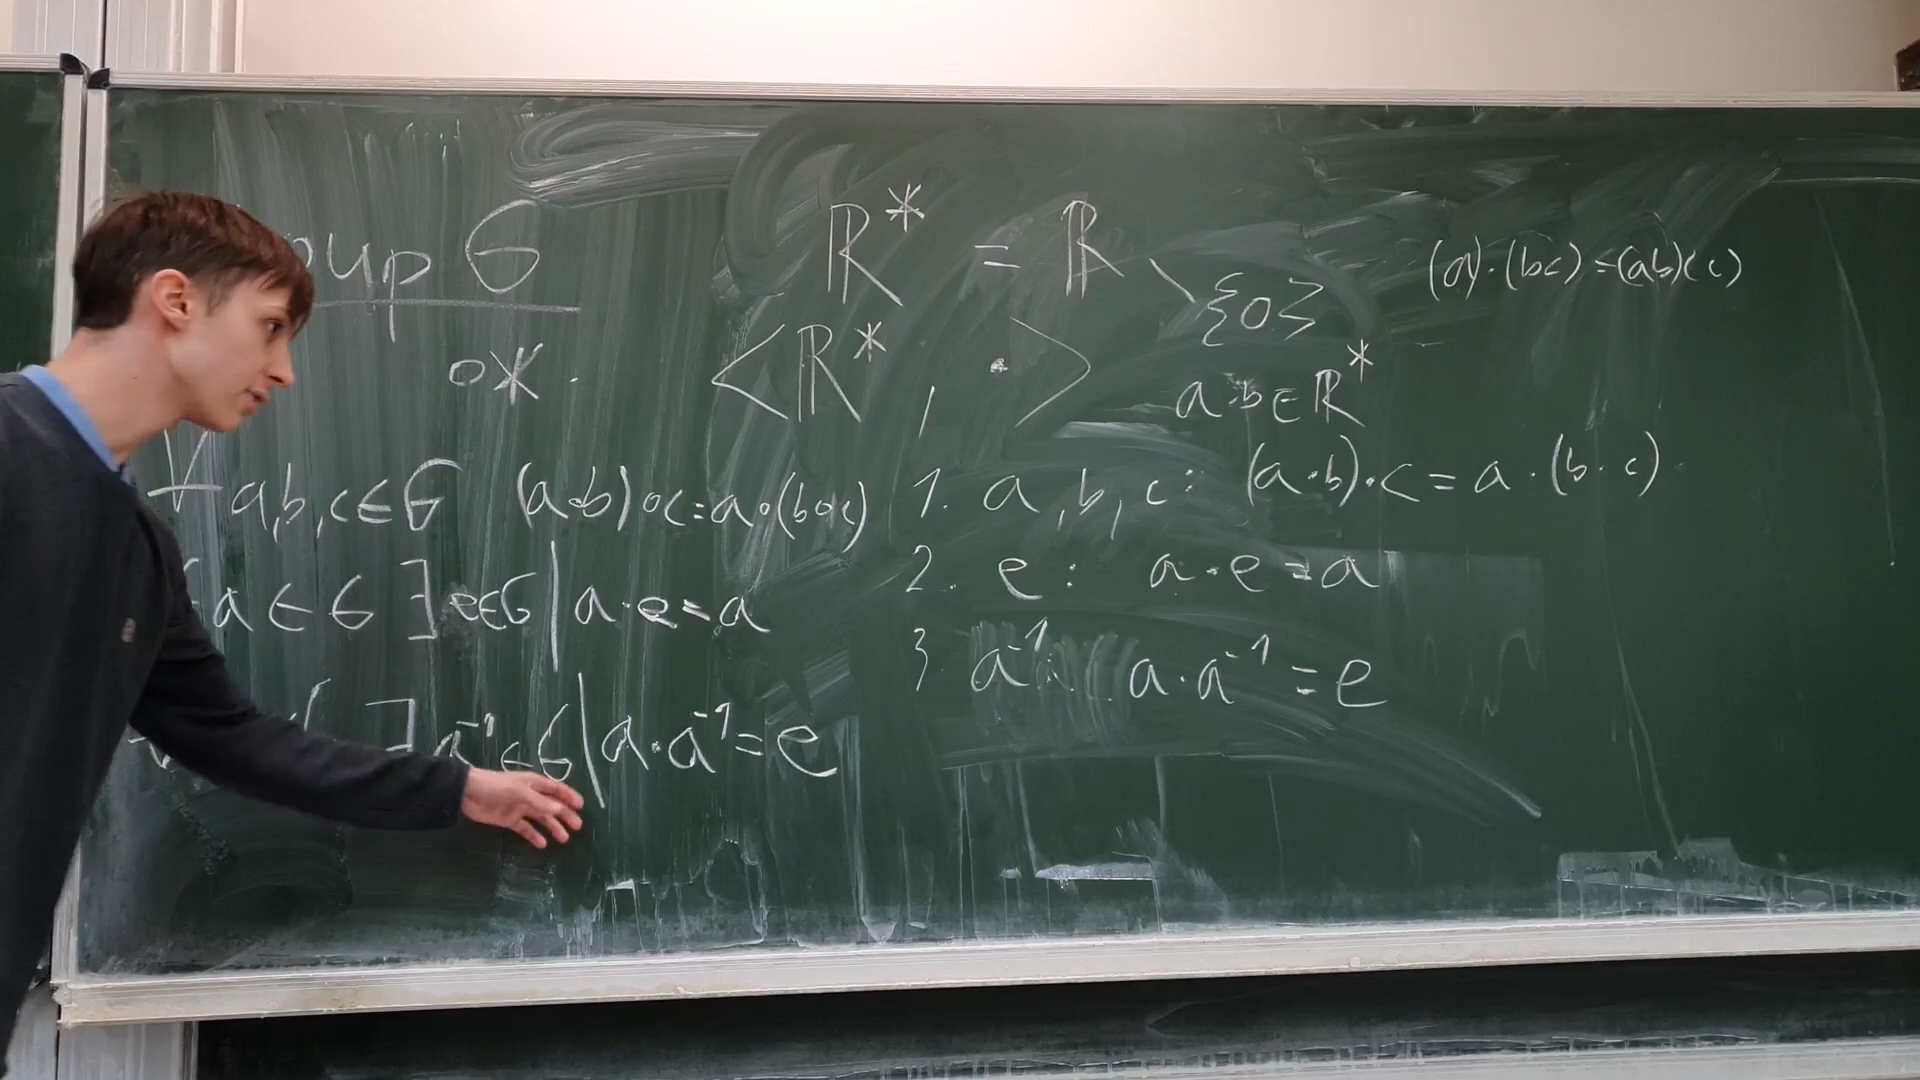 oup G
o * ·
∀ a,b,c ∈ G (a∘b)∘c=a∘(b∘c)
a ∈ G ∃ e∈G | a·e=a
∃ a⁻¹ ∈ G | a·a⁻¹=e
ℝ* = ℝ \ {0}
<ℝ*, ·> a·b ∈ ℝ*
1. a, b, c: (a·b)·c = a·(b·c)
2. e: a·e=a
3. a⁻¹: a·a⁻¹ = e
(a)·(bc)=(ab)(c)